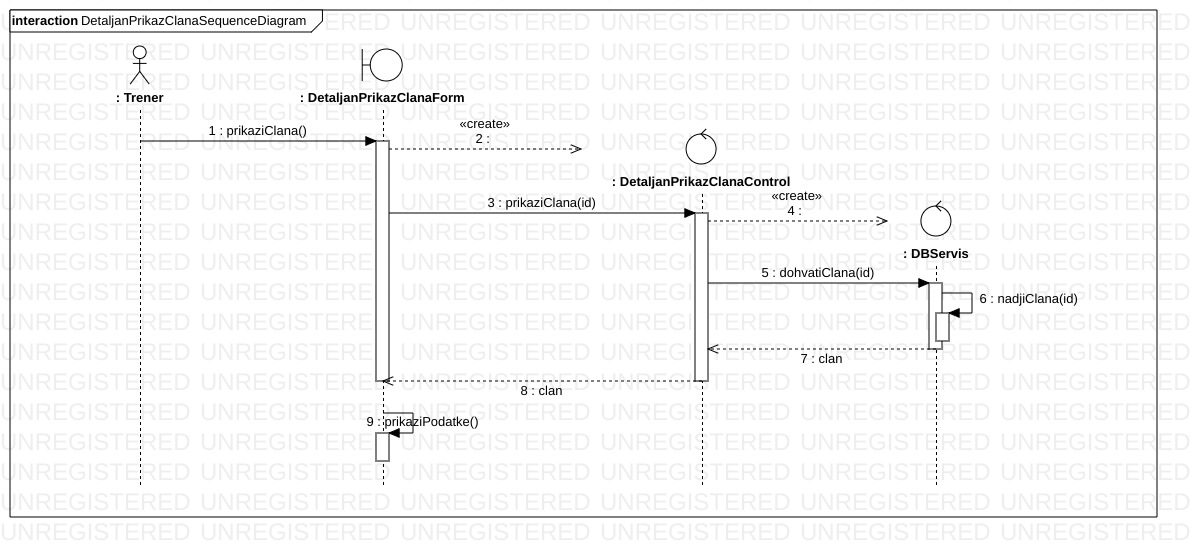 interaction DetaljanPrikazClanaSequenceDiagram
: Trener
: DetaljanPrikazClanaForm
1 : prikaziClana()
«create»
2 :
: DetaljanPrikazClanaControl
3 : prikaziClana(id)
«create»
4 :
: DBServis
5 : dohvatiClana(id)
6 : nadjiClana(id)
7 : clan
8 : clan
9 : prikaziPodatke()
UNREGISTERED UNREGISTERED UNREGISTERED UNREGISTERED UNREGISTERED UNREGISTERED